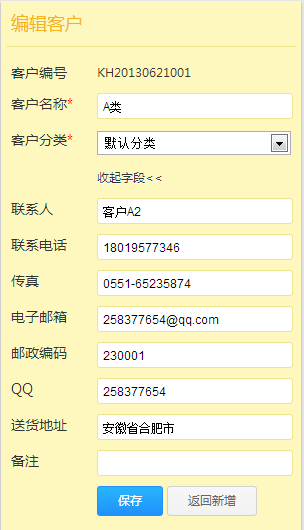 编辑客户
客户编号 KH20130621001
客户名称* A类
客户分类* 默认分类
收起字段<<
联系人 客户A2
联系电话 18019577346
传真 0551-65235874
电子邮箱 258377654@qq.com
邮政编码 230001
QQ 258377654
送货地址 安徽省合肥市
备注
保存 返回新增